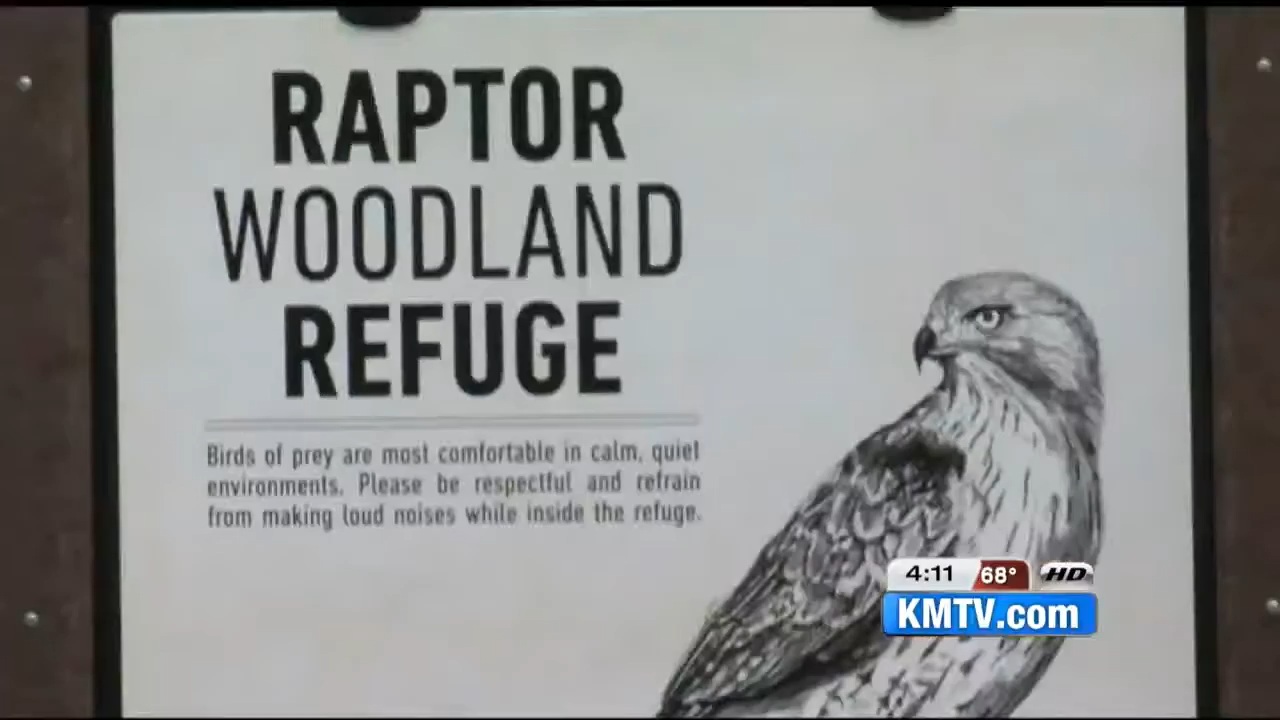 RAPTOR
WOODLAND
REFUGE
Birds of prey are most comfortable in calm, quiet
environments. Please be respectful and refrain
from making loud noises while inside the refuge.
4:11 68° HD
KMTV.com